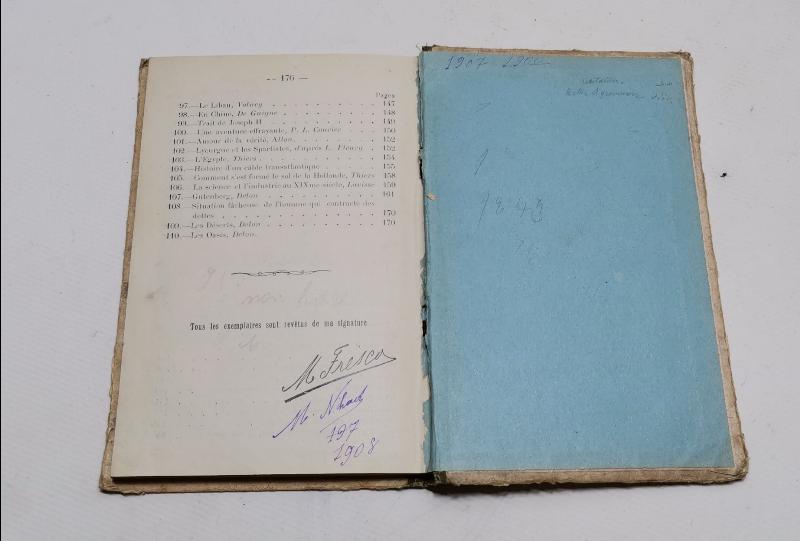 — 176 —
Pages
97.—Le Liban, Volney . . . . . . . . . . 147
98.—En Chine, De Guigne . . . . . . . . . . 148
99.—Trait de Joseph II . . . . . . . . . . 149
100.—Une aventure effrayante, P. L. Courier . . . . 150
101.—Amour de la vérité, Allou . . . . . . . . 152
102.—Lycurgue et les Spartiates, d'après L. Fleury . . . 152
103.—L'Egypte, Thiers . . . . . . . . . . 154
104.—Histoire d'un câble transatlantique . . . . . 155
105.—Comment s'est formé le sol de la Hollande, Thiers 158
106.—La science et l'industrie au XIXme siècle, Lavisse 159
107.—Gutenberg, Delon . . . . . . . . . . 161
108.—Situation fâcheuse de l'homme qui contracte des
dettes . . . . . . . . . . 170
109.—Les Déserts, Delon . . . . . . . . . . 170
110.—Les Oasis, Delon.
Tous les exemplaires sont revêtus de ma signature
M Fresco
197
1908
1907